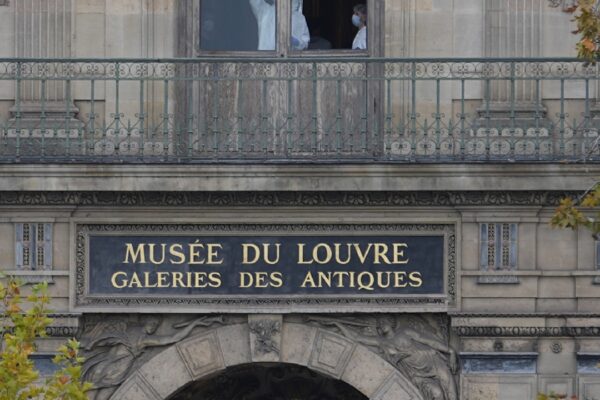 MUSÉE DU LOUVRE
GALERIES DES ANTIQUES